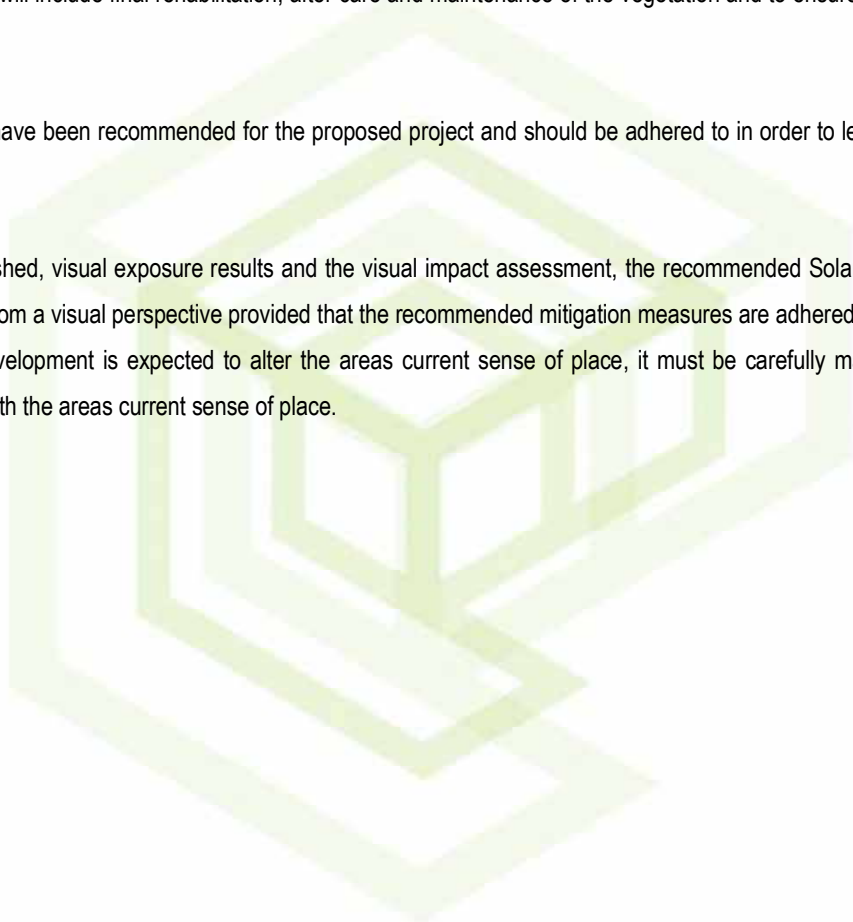 will include final rehabilitation, after care and maintenance of the vegetation and to ensure
have been recommended for the proposed project and should be adhered to in order to le
shed, visual exposure results and the visual impact assessment, the recommended Sola
om a visual perspective provided that the recommended mitigation measures are adhered
velopment is expected to alter the areas current sense of place, it must be carefully m
th the areas current sense of place.